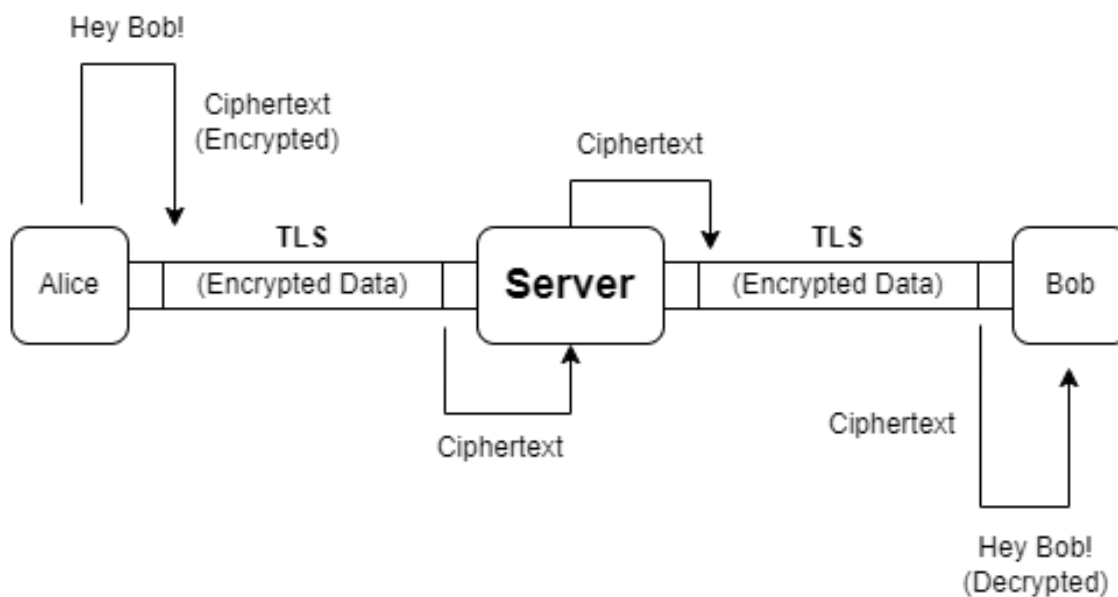 Hey Bob!
Ciphertext
(Encrypted)
Ciphertext
TLS
TLS
Alice
(Encrypted Data)
Server
(Encrypted Data)
Bob
Ciphertext
Ciphertext
Hey Bob!
(Decrypted)